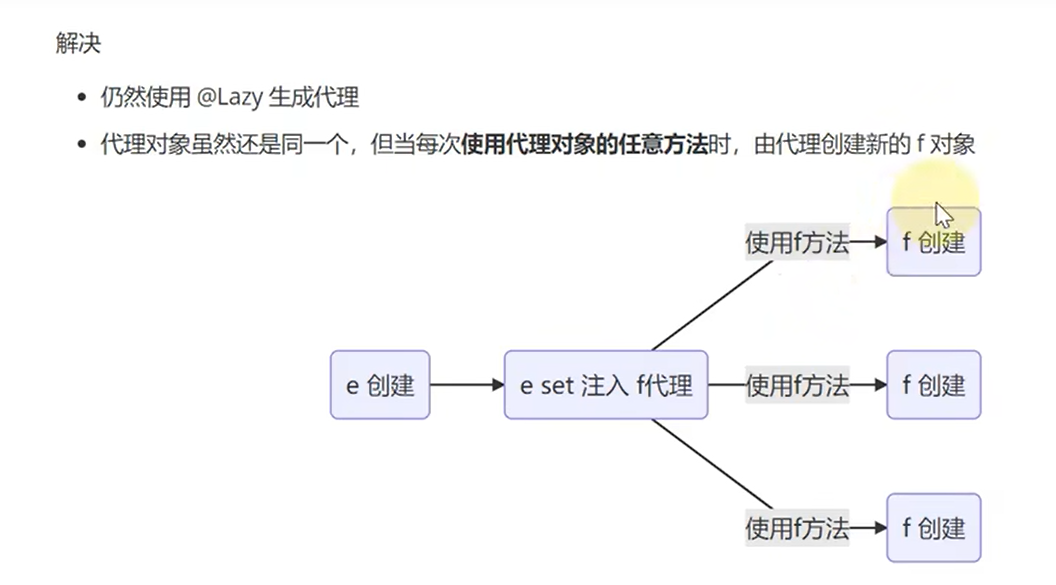 解决
仍然使用 @Lazy 生成代理
代理对象虽然还是同一个，但当每次使用代理对象的任意方法时，由代理创建新的 f 对象
使用f方法
f 创建
e 创建
e set 注入 f代理
使用f方法
f 创建
使用f方法
f 创建